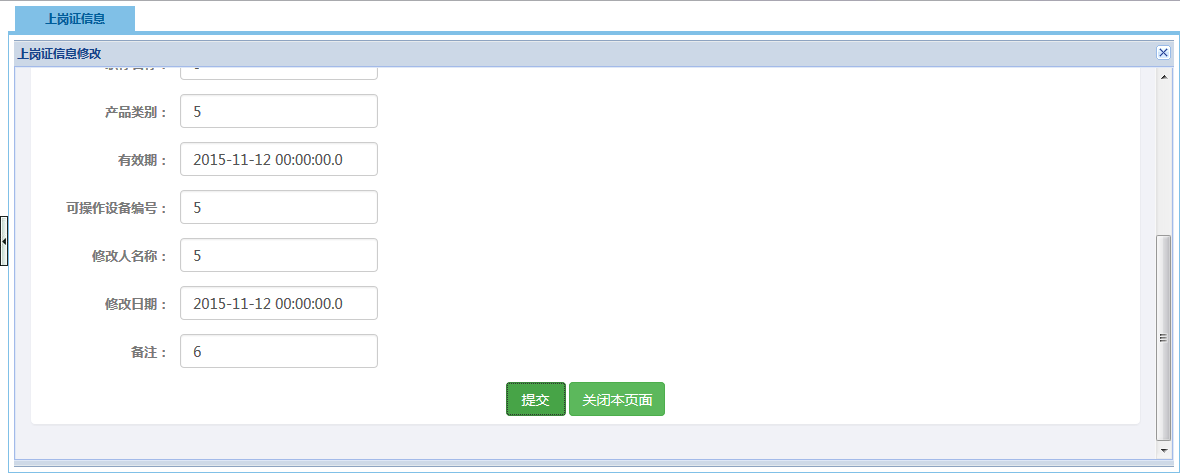 上岗证信息
上岗证信息修改
产品类别： 5
有效期： 2015-11-12 00:00:00.0
可操作设备编号： 5
修改人名称： 5
修改日期： 2015-11-12 00:00:00.0
备注： 6
提交 关闭本页面